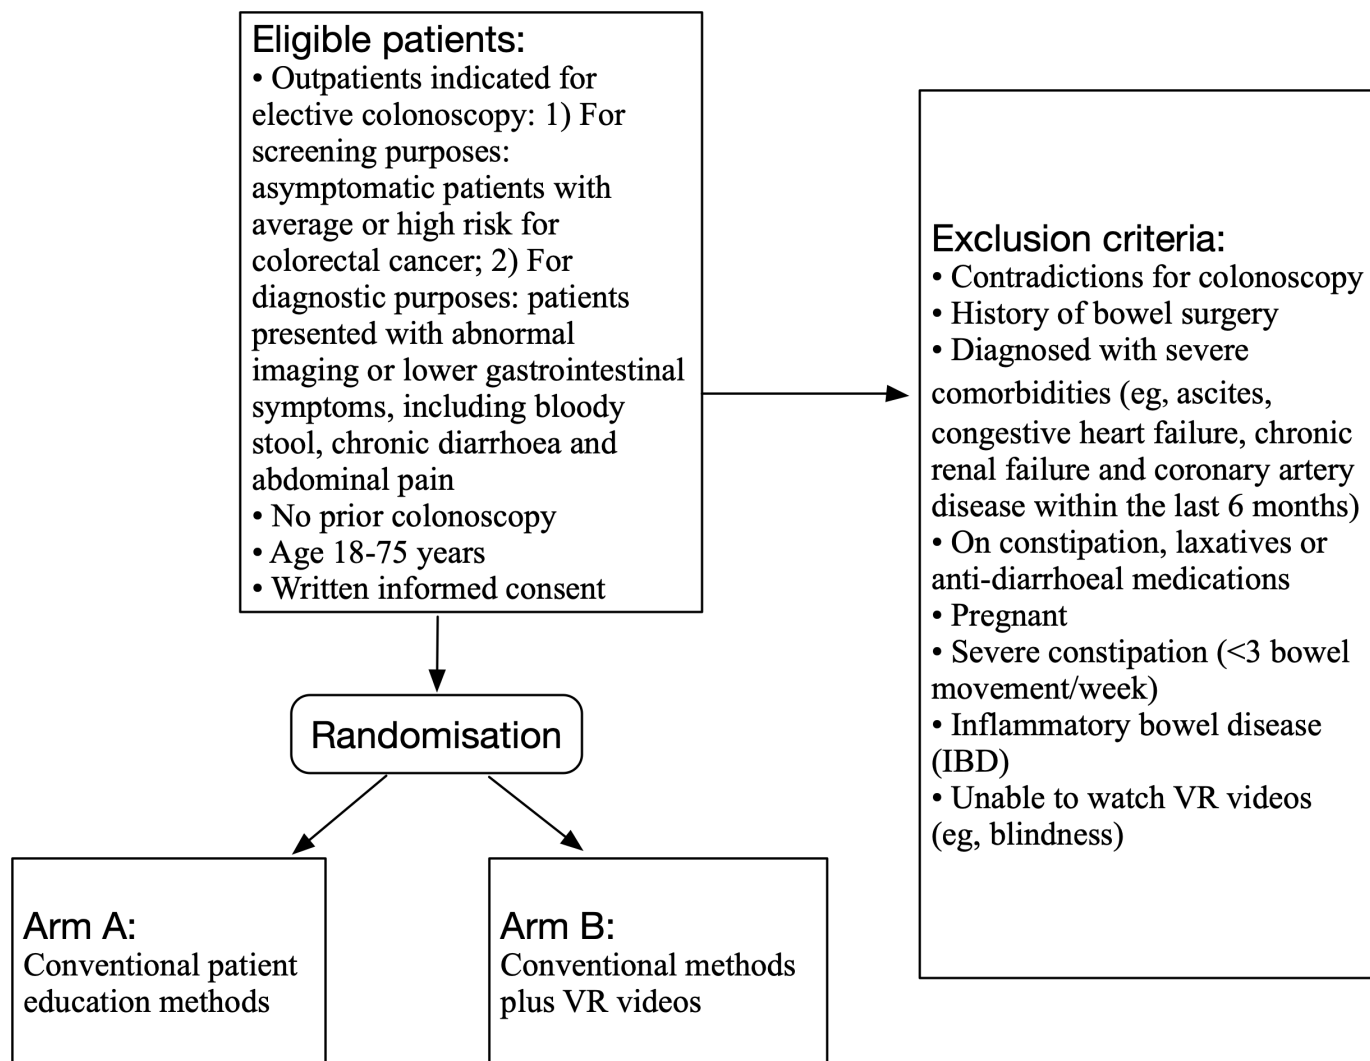 Eligible patients:
• Outpatients indicated for
elective colonoscopy: 1) For
screening purposes:
asymptomatic patients with
average or high risk for
colorectal cancer; 2) For
diagnostic purposes: patients
presented with abnormal
imaging or lower gastrointestinal
symptoms, including bloody
stool, chronic diarrhoea and
abdominal pain
• No prior colonoscopy
• Age 18-75 years
• Written informed consent
Exclusion criteria:
• Contradictions for colonoscopy
• History of bowel surgery
• Diagnosed with severe
comorbidities (eg, ascites,
congestive heart failure, chronic
renal failure and coronary artery
disease within the last 6 months)
• On constipation, laxatives or
anti-diarrhoeal medications
• Pregnant
• Severe constipation (<3 bowel
movement/week)
• Inflammatory bowel disease
(IBD)
• Unable to watch VR videos
(eg, blindness)
Randomisation
Arm A:
Conventional patient
education methods
Arm B:
Conventional methods
plus VR videos